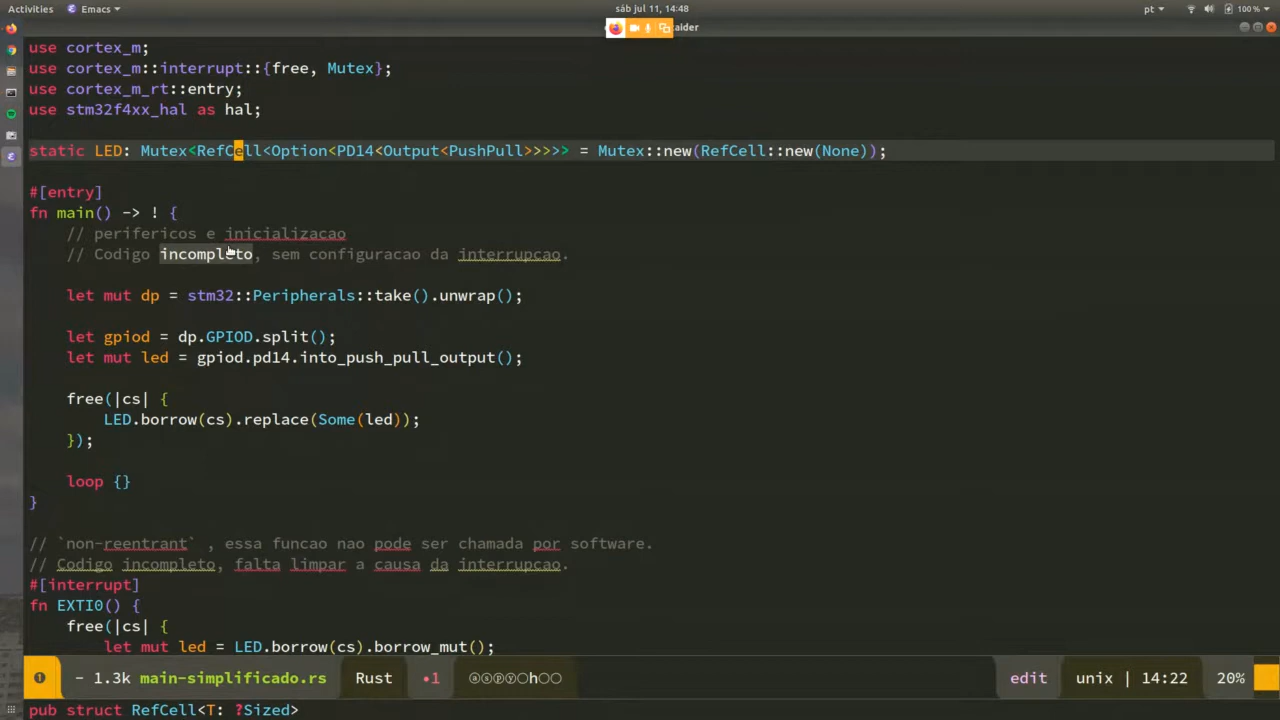 Activities Emacs sáb jul 11, 14:48 pt 100%
aider
use cortex_m;
use cortex_m::interrupt::{free, Mutex};
use cortex_m_rt::entry;
use stm32f4xx_hal as hal;
static LED: Mutex<RefCell<Option<PD14<Output<PushPull>>>>> = Mutex::new(RefCell::new(None));
#[entry]
fn main() -> ! {
// perifericos e inicializacao
// Codigo incompleto, sem configuracao da interrupcao.
let mut dp = stm32::Peripherals::take().unwrap();
let gpiod = dp.GPIOD.split();
let mut led = gpiod.pd14.into_push_pull_output();
free(|cs| {
LED.borrow(cs).replace(Some(led));
});
loop {}
}
// `non-reentrant` , essa funcao nao pode ser chamada por software.
// Codigo incompleto, falta limpar a causa da interrupcao.
#[interrupt]
fn EXTI0() {
free(|cs| {
let mut led = LED.borrow(cs).borrow_mut();
❶ - 1.3k main-simplificado.rs Rust •1 ⓐⓢⓟⓨ◯h◯◯ edit unix | 14:22 20%
pub struct RefCell<T: ?Sized>